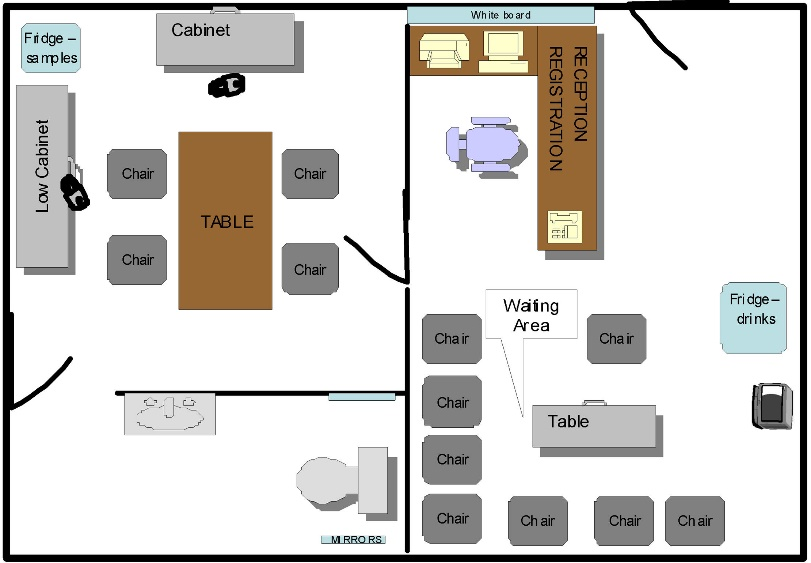 White board
Fridge–
samples
Cabinet
RECEPTION
REGISTRATION
Low Cabinet
Chair
Chair
TABLE
Chair
Chair
Waiting
Area
Fridge–
drinks
Chair
Chair
Chair
Table
Chair
Chair
Chair
Chair
Chair
MIRRORS